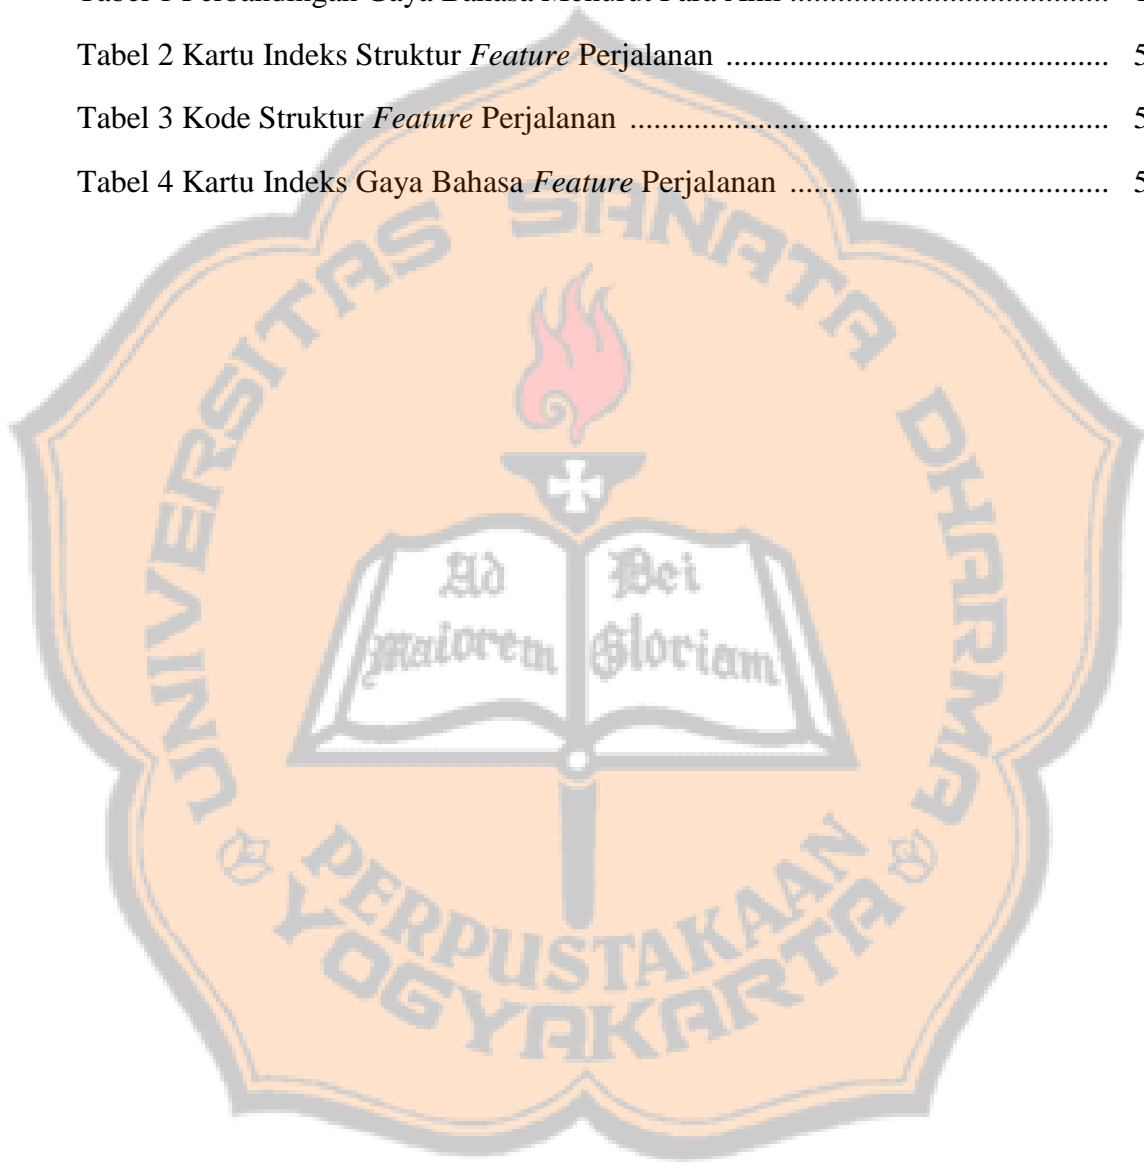 Tabel 2 Kartu Indeks Struktur Feature Perjalanan ........................................ 5
Tabel 3 Kode Struktur Feature Perjalanan .................................................. 5
Tabel 4 Kartu Indeks Gaya Bahasa Feature Perjalanan .................................. 5
UNIVERSITAS SANATA DHARMA
Ad Dei
maiorem Gloriam
PERPUSTAKAAN
YOGYAKARTA